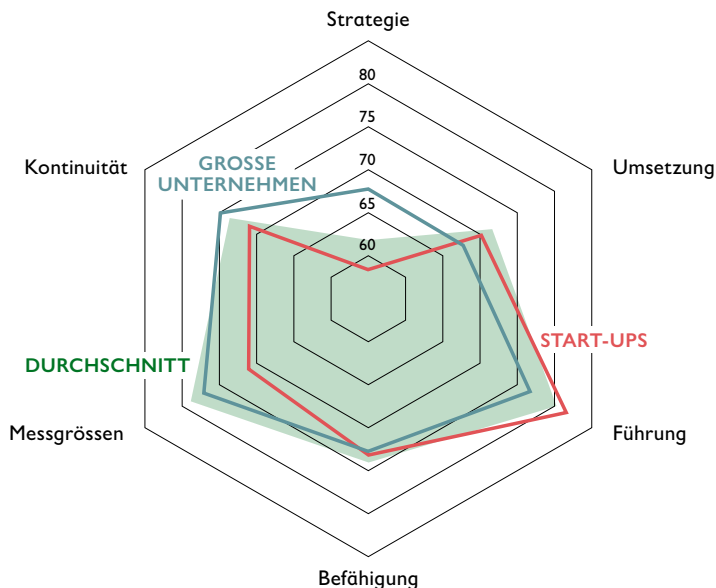 Strategie
80
75
Kontinuität
GROSSE
UNTERNEHMEN
70
Umsetzung
65
60
START-UPS
DURCHSCHNITT
Messgrössen
Führung
Befähigung